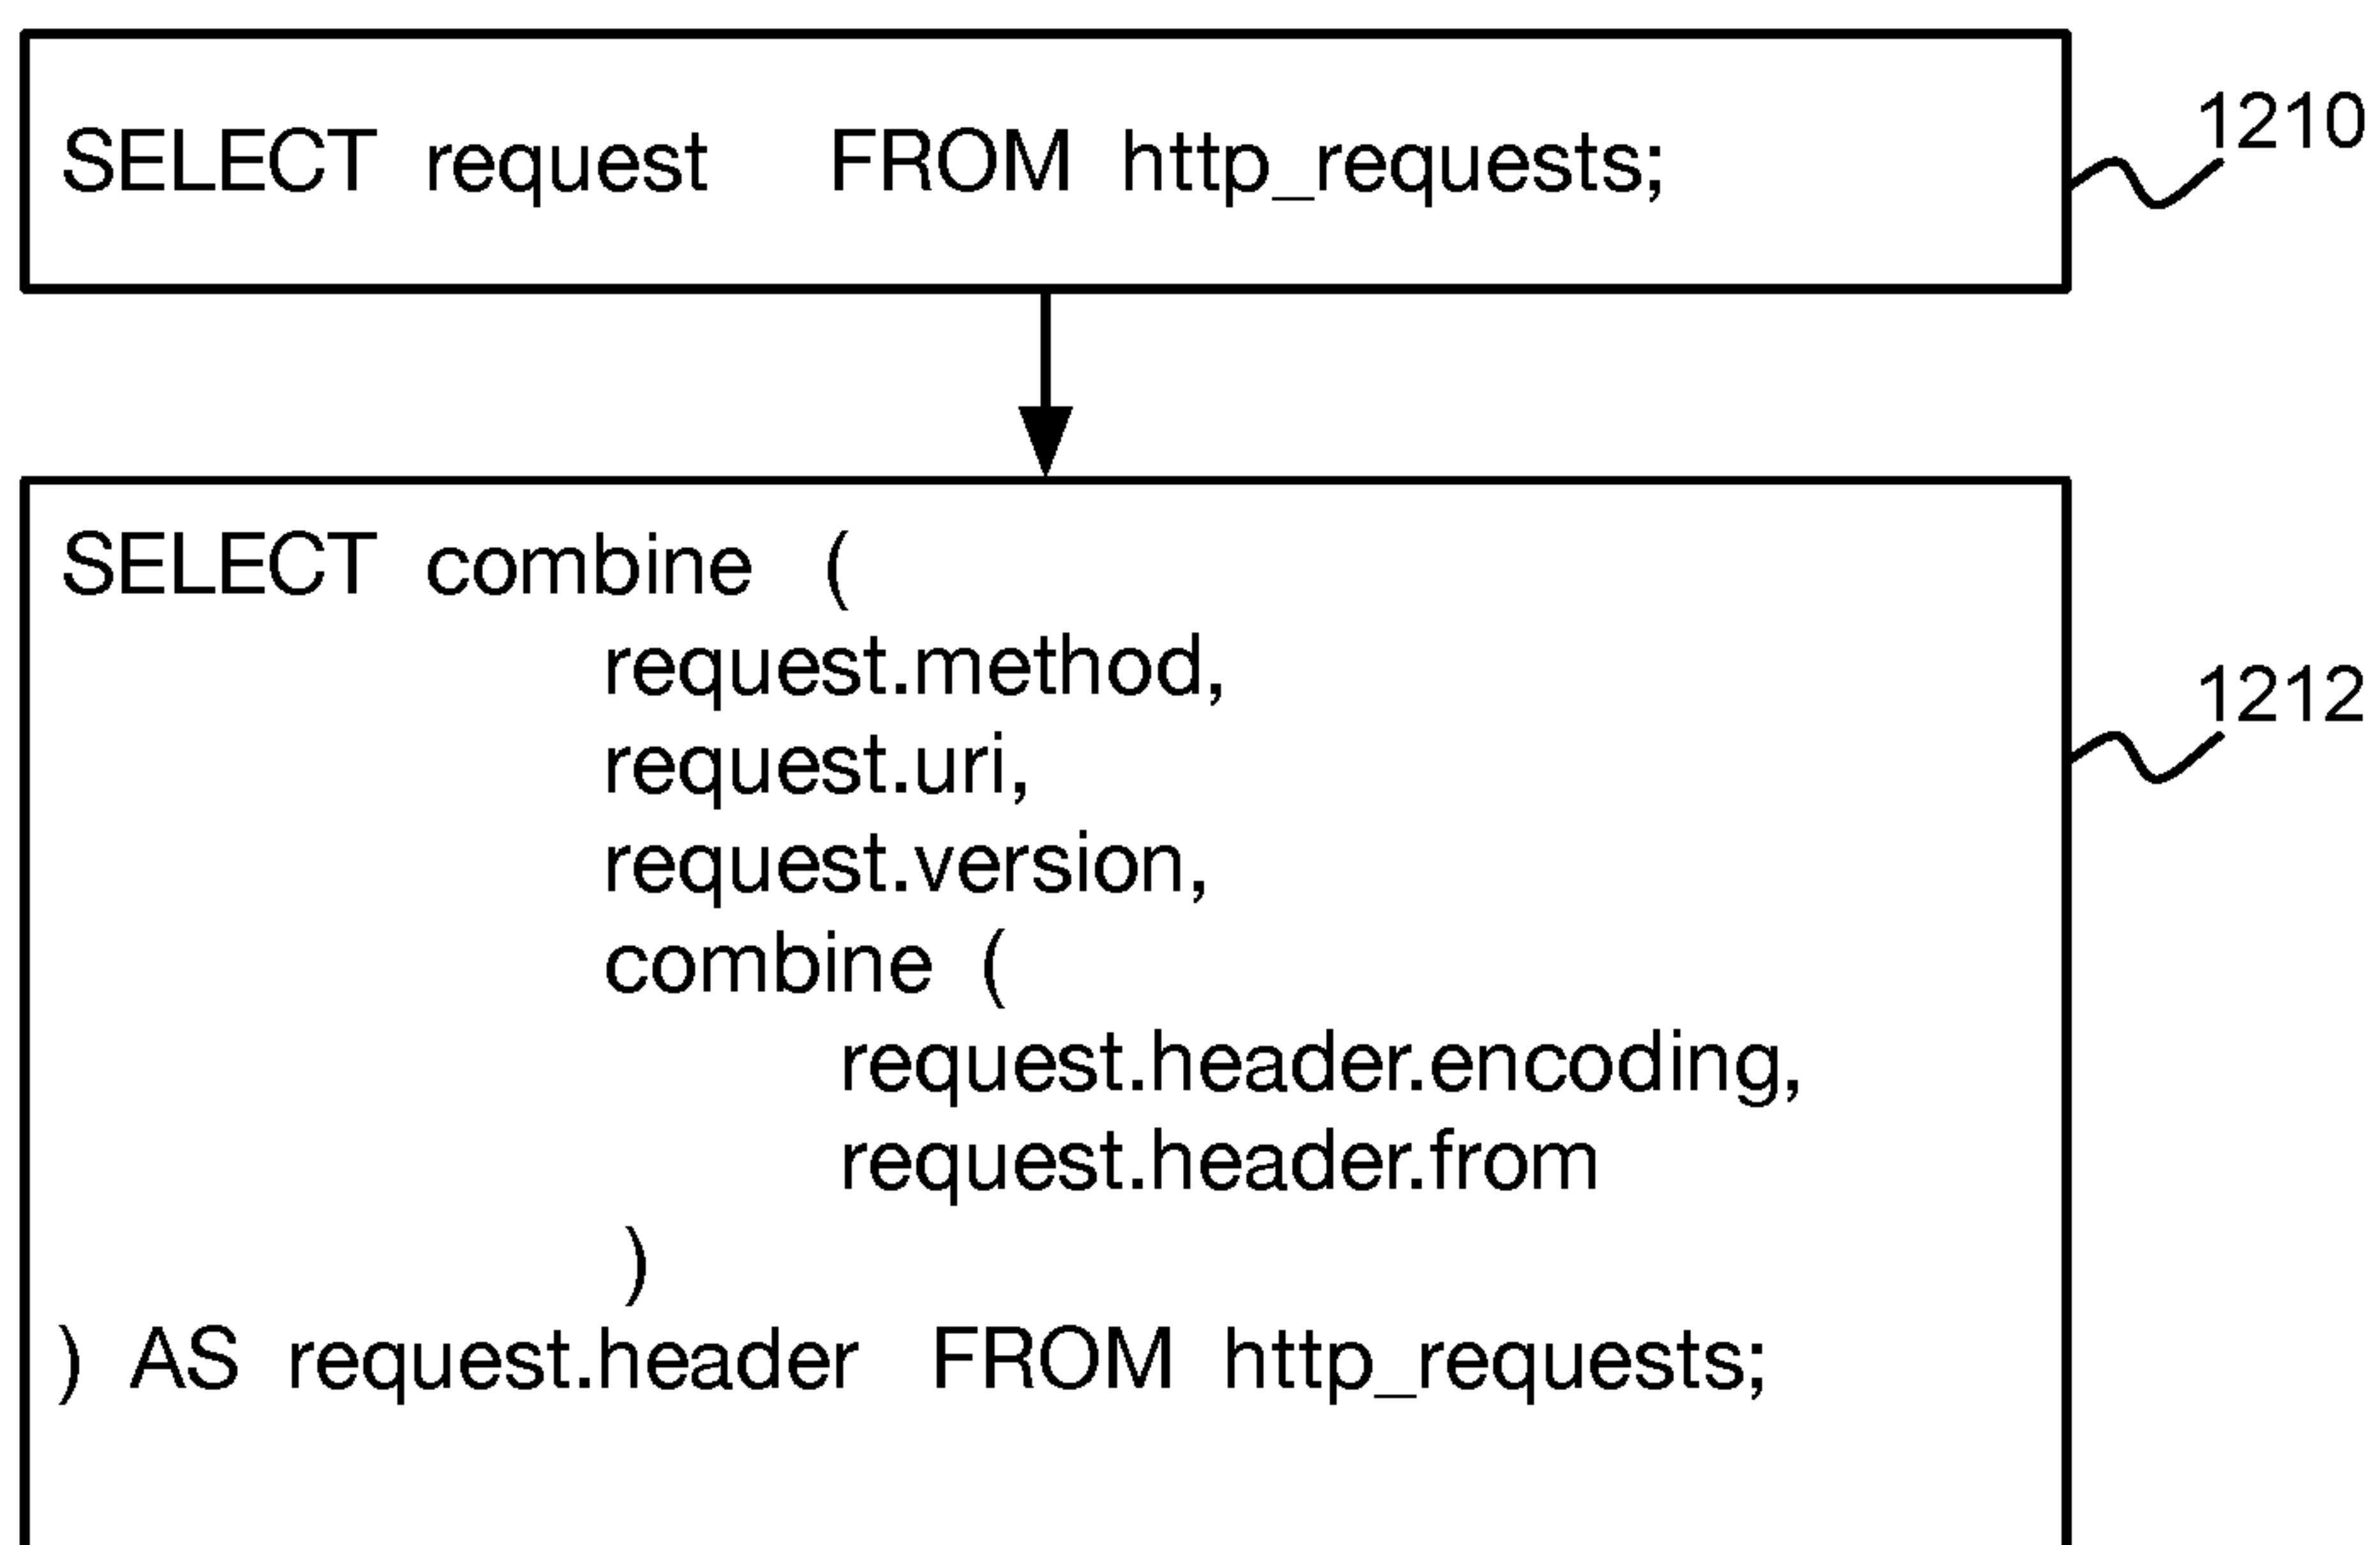 SELECT request FROM http_requests;
1210
SELECT combine (
request.method,
1212
request.uri,
request.version,
combine (
request.header.encoding,
request.header.from
)
) AS request.header FROM http_requests;